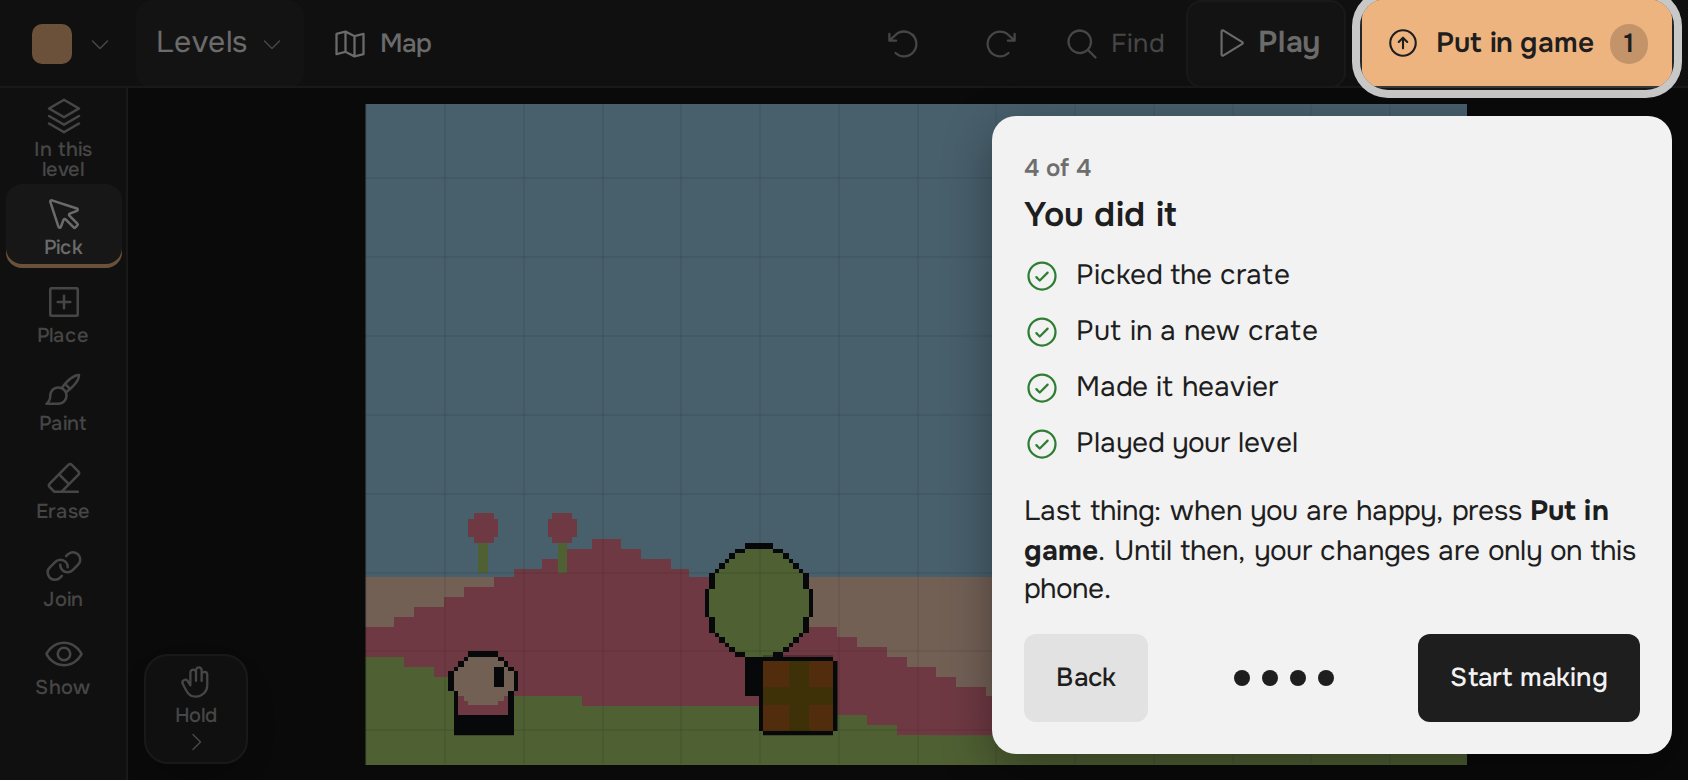 Levels
Map
Find
Play
Put in game
1
In this
level
Pick
Place
Paint
Erase
Join
Show
Hold
4 of 4
You did it
Picked the crate
Put in a new crate
Made it heavier
Played your level
Last thing: when you are happy, press Put in
game. Until then, your changes are only on this
phone.
Back
Start making